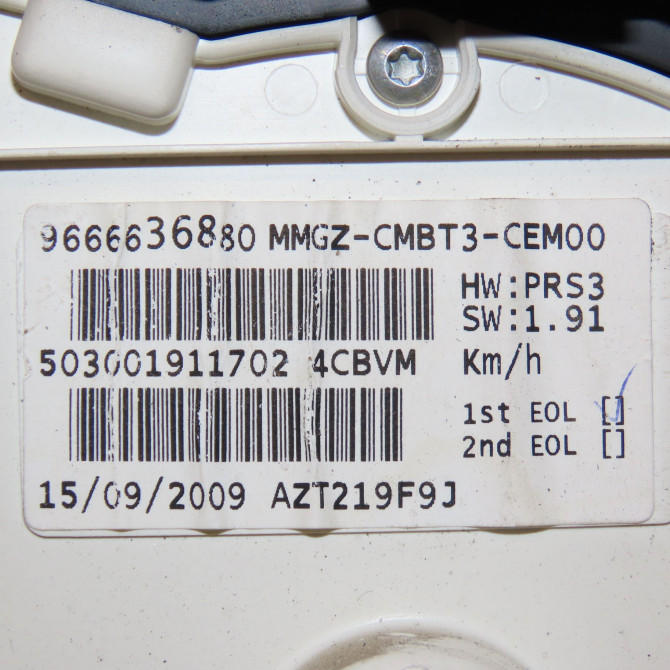 9666636880 MMGZ-CMBT3-CEM00
HW:PRS3
SW:1.91
503001911702 4CBVM Km/h
1st EOL []
2nd EOL []
15/09/2009 AZT219F9J